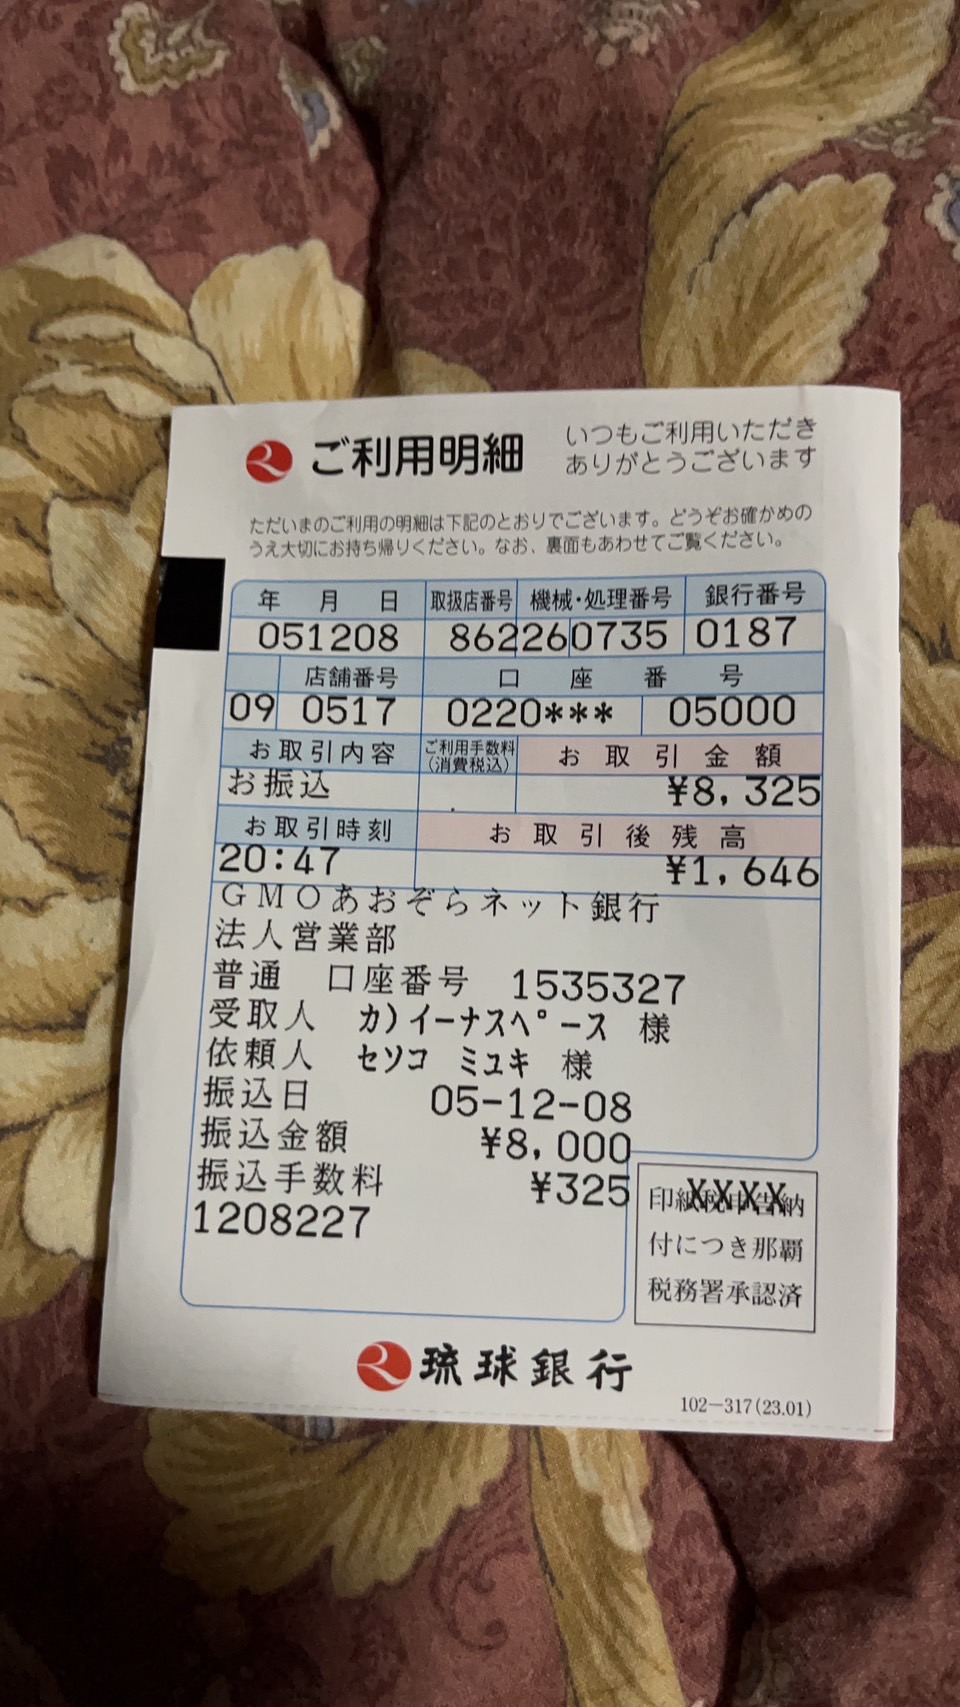 ご利用明細
いつもご利用いただき
ありがとうございます
ただいまのご利用の明細は下記のとおりでございます。どうぞお確かめの
うえ大切にお持ち帰りください。なお、裏面もあわせてご覧ください。
年 月 日 取扱店番号 機械・処理番号 銀行番号
051208 862260735 0187
店舗番号 口座番号
09 0517 0220*** 05000
お取引内容 ご利用手数料(消費税込) お取引金額
お振込 ¥8,325
お取引時刻 お取引後残高
20:47 ¥1,646
GMOあおぞらネット銀行
法人営業部
普通 口座番号 1535327
受取人 カ)イーナスペース 様
依頼人 セソコ ミユキ 様
振込日 05-12-08
振込金額 ¥8,000
振込手数料 ¥325
1208227
印紙税申告納
XXXX
付につき那覇
税務署承認済
琉球銀行
102-317(23.01)